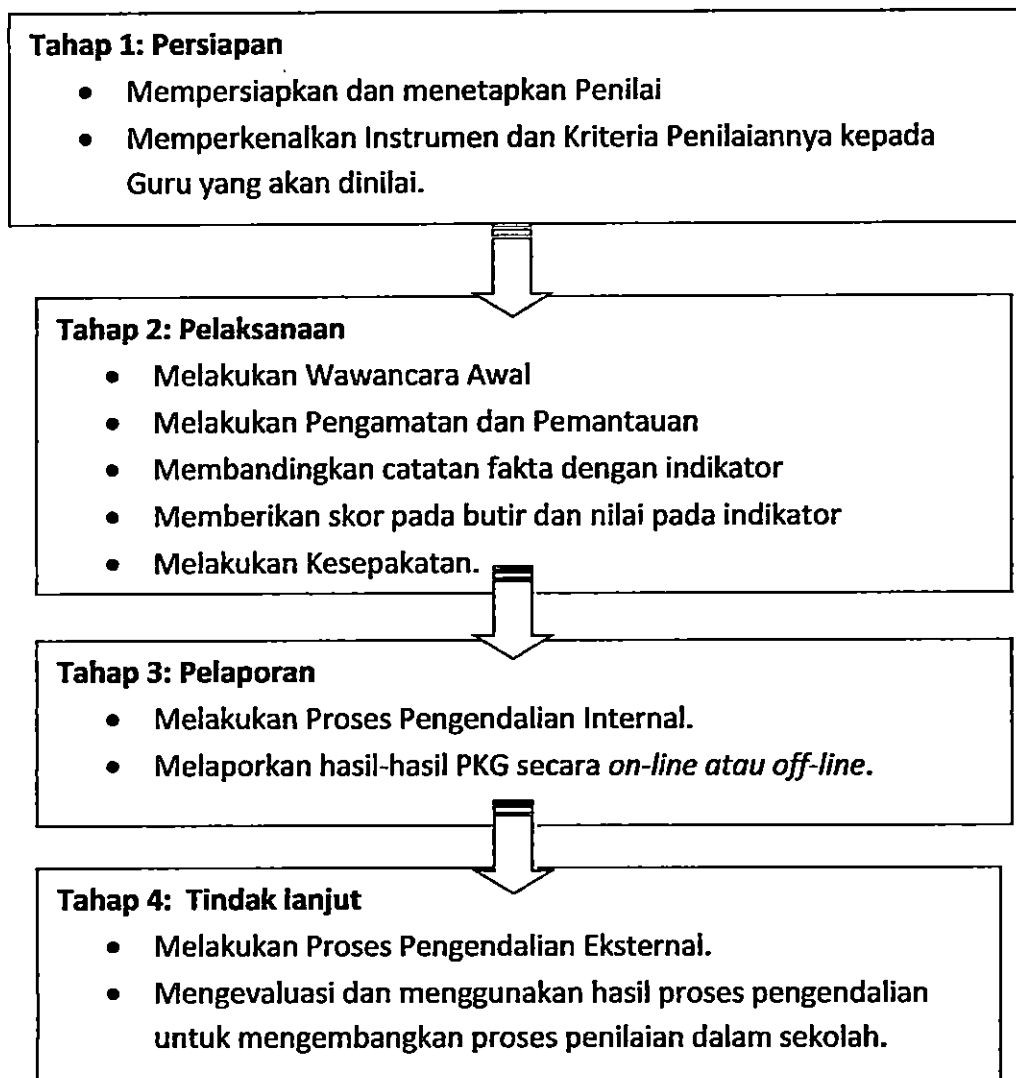 Tahap 1: Persiapan
• Mempersiapkan dan menetapkan Penilai
• Memperkenalkan Instrumen dan Kriteria Penilaiannya kepada
Guru yang akan dinilai.
Tahap 2: Pelaksanaan
• Melakukan Wawancara Awal
• Melakukan Pengamatan dan Pemantauan
• Membandingkan catatan fakta dengan indikator
• Memberikan skor pada butir dan nilai pada indikator
• Melakukan Kesepakatan.
Tahap 3: Pelaporan
• Melakukan Proses Pengendalian Internal.
• Melaporkan hasil-hasil PKG secara on-line atau off-line.
Tahap 4: Tindak lanjut
• Melakukan Proses Pengendalian Eksternal.
• Mengevaluasi dan menggunakan hasil proses pengendalian
untuk mengembangkan proses penilaian dalam sekolah.